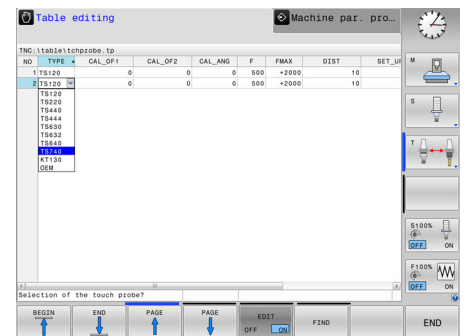 Table editing
Machine par. pro…
TNC:\table\tchprobe.tp
NO TYPE CAL_OF1 CAL_OF2 CAL_ANG F FMAX DIST SET_UP
1 TS120 0 0 0 500 +2000 10
2 TS120 0 0 0 500 +2000 10
TS120
TS220
TS440
TS444
TS630
TS632
TS640
TS740
KT130
OEM
M
S
T
S100%
OFF ON
F100%
OFF ON
Selection of the touch probe?
BEGIN
END
PAGE
PAGE
EDIT
OFF ON
FIND
END